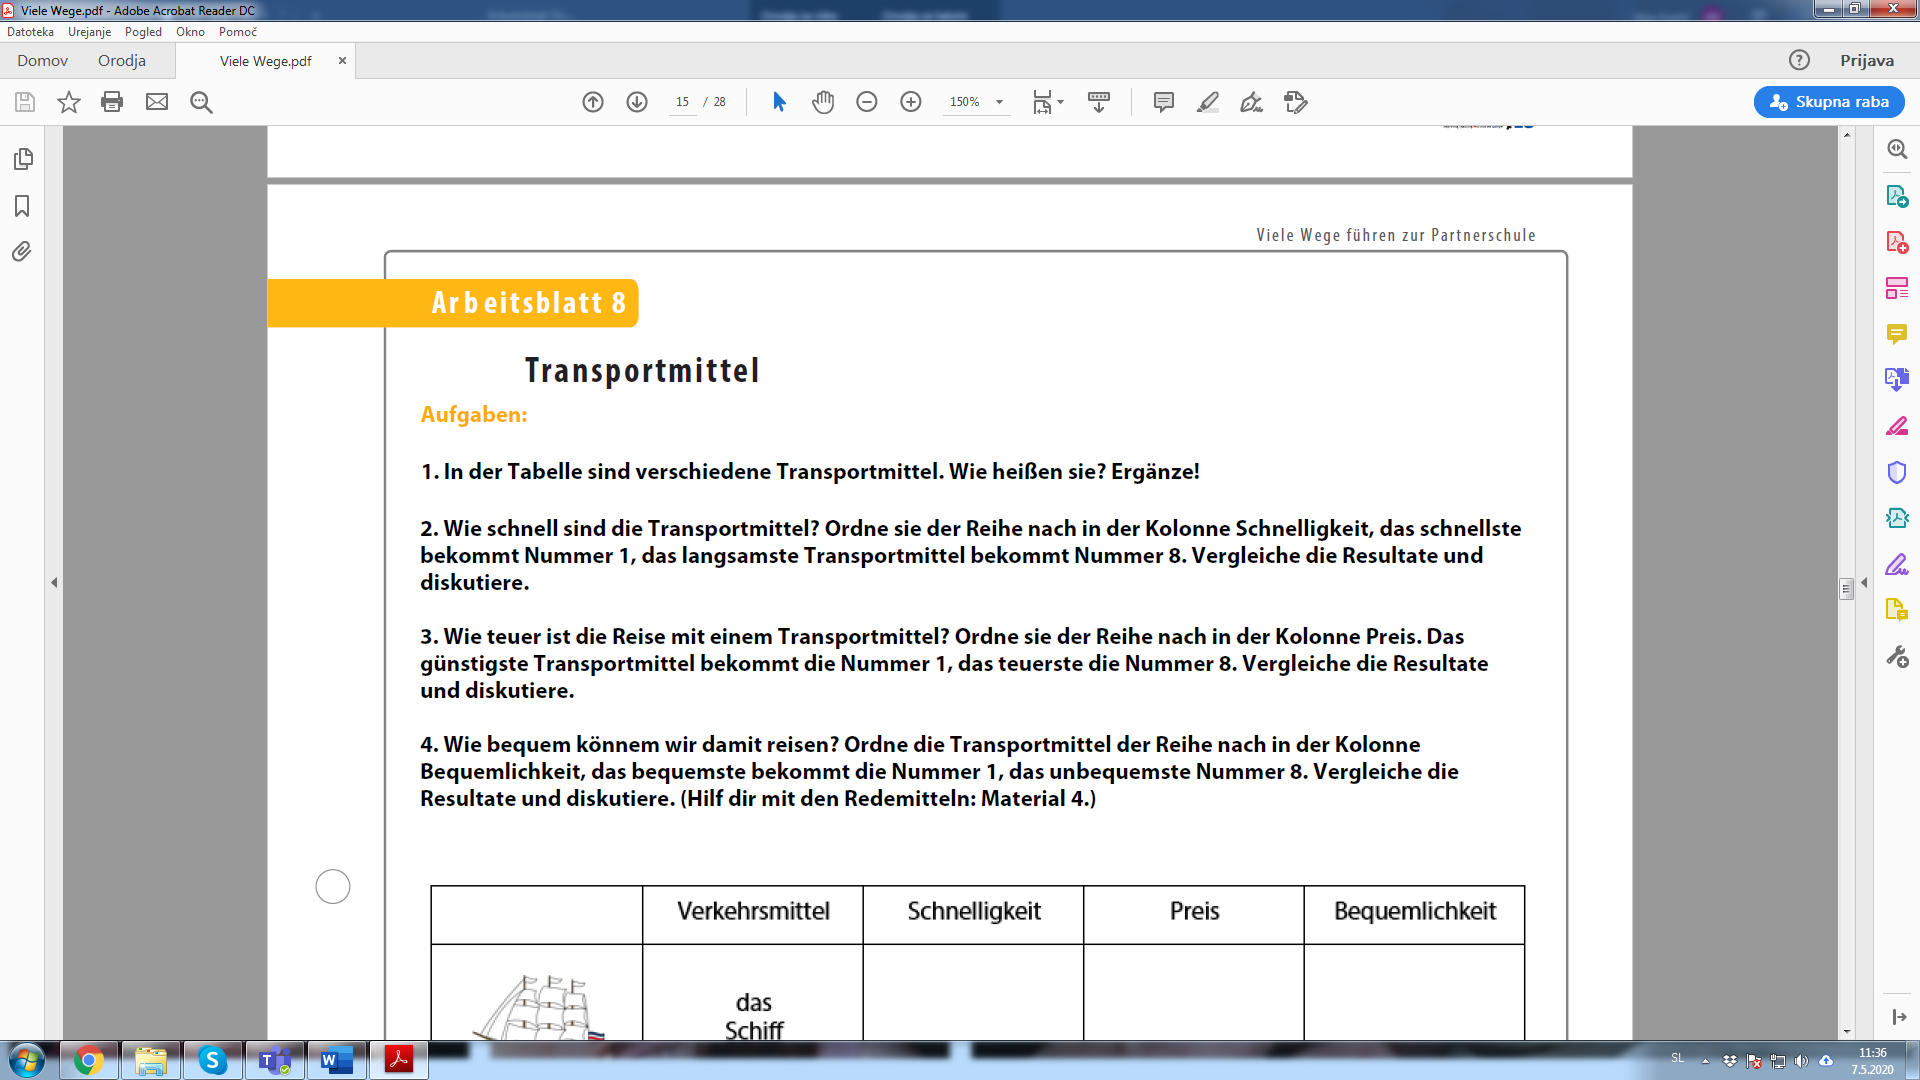 Viele Wege.pdf - Adobe Acrobat Reader DC
Datoteka Urejanje Pogled Okno Pomoč
Domov Orodja Viele Wege.pdf Prijava
15 / 28 150% Skupna raba
Viele Wege führen zur Partnerschule
Arbeitsblatt 8
Transportmittel
Aufgaben:
1. In der Tabelle sind verschiedene Transportmittel. Wie heißen sie? Ergänze!
2. Wie schnell sind die Transportmittel? Ordne sie der Reihe nach in der Kolonne Schnelligkeit, das schnellste
bekommt Nummer 1, das langsamste Transportmittel bekommt Nummer 8. Vergleiche die Resultate und
diskutiere.
3. Wie teuer ist die Reise mit einem Transportmittel? Ordne sie der Reihe nach in der Kolonne Preis. Das
günstigste Transportmittel bekommt die Nummer 1, das teuerste die Nummer 8. Vergleiche die Resultate
und diskutiere.
4. Wie bequem könnem wir damit reisen? Ordne die Transportmittel der Reihe nach in der Kolonne
Bequemlichkeit, das bequemste bekommt die Nummer 1, das unbequemste Nummer 8. Vergleiche die
Resultate und diskutiere. (Hilf dir mit den Redemitteln: Material 4.)
Verkehrsmittel Schnelligkeit Preis Bequemlichkeit
das
Schiff
SL 11:36
7.5.2020